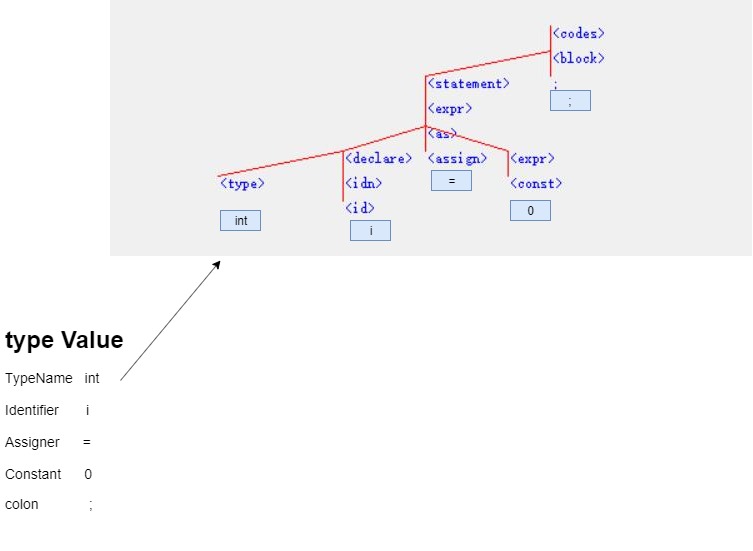 <codes>
<block>
<statement> ;
<expr> ;
<as>
<declare> <assign> <expr>
<type> <idn> = <const>
int <id> 0
i
type Value
TypeName int
Identifier i
Assigner =
Constant 0
colon ;